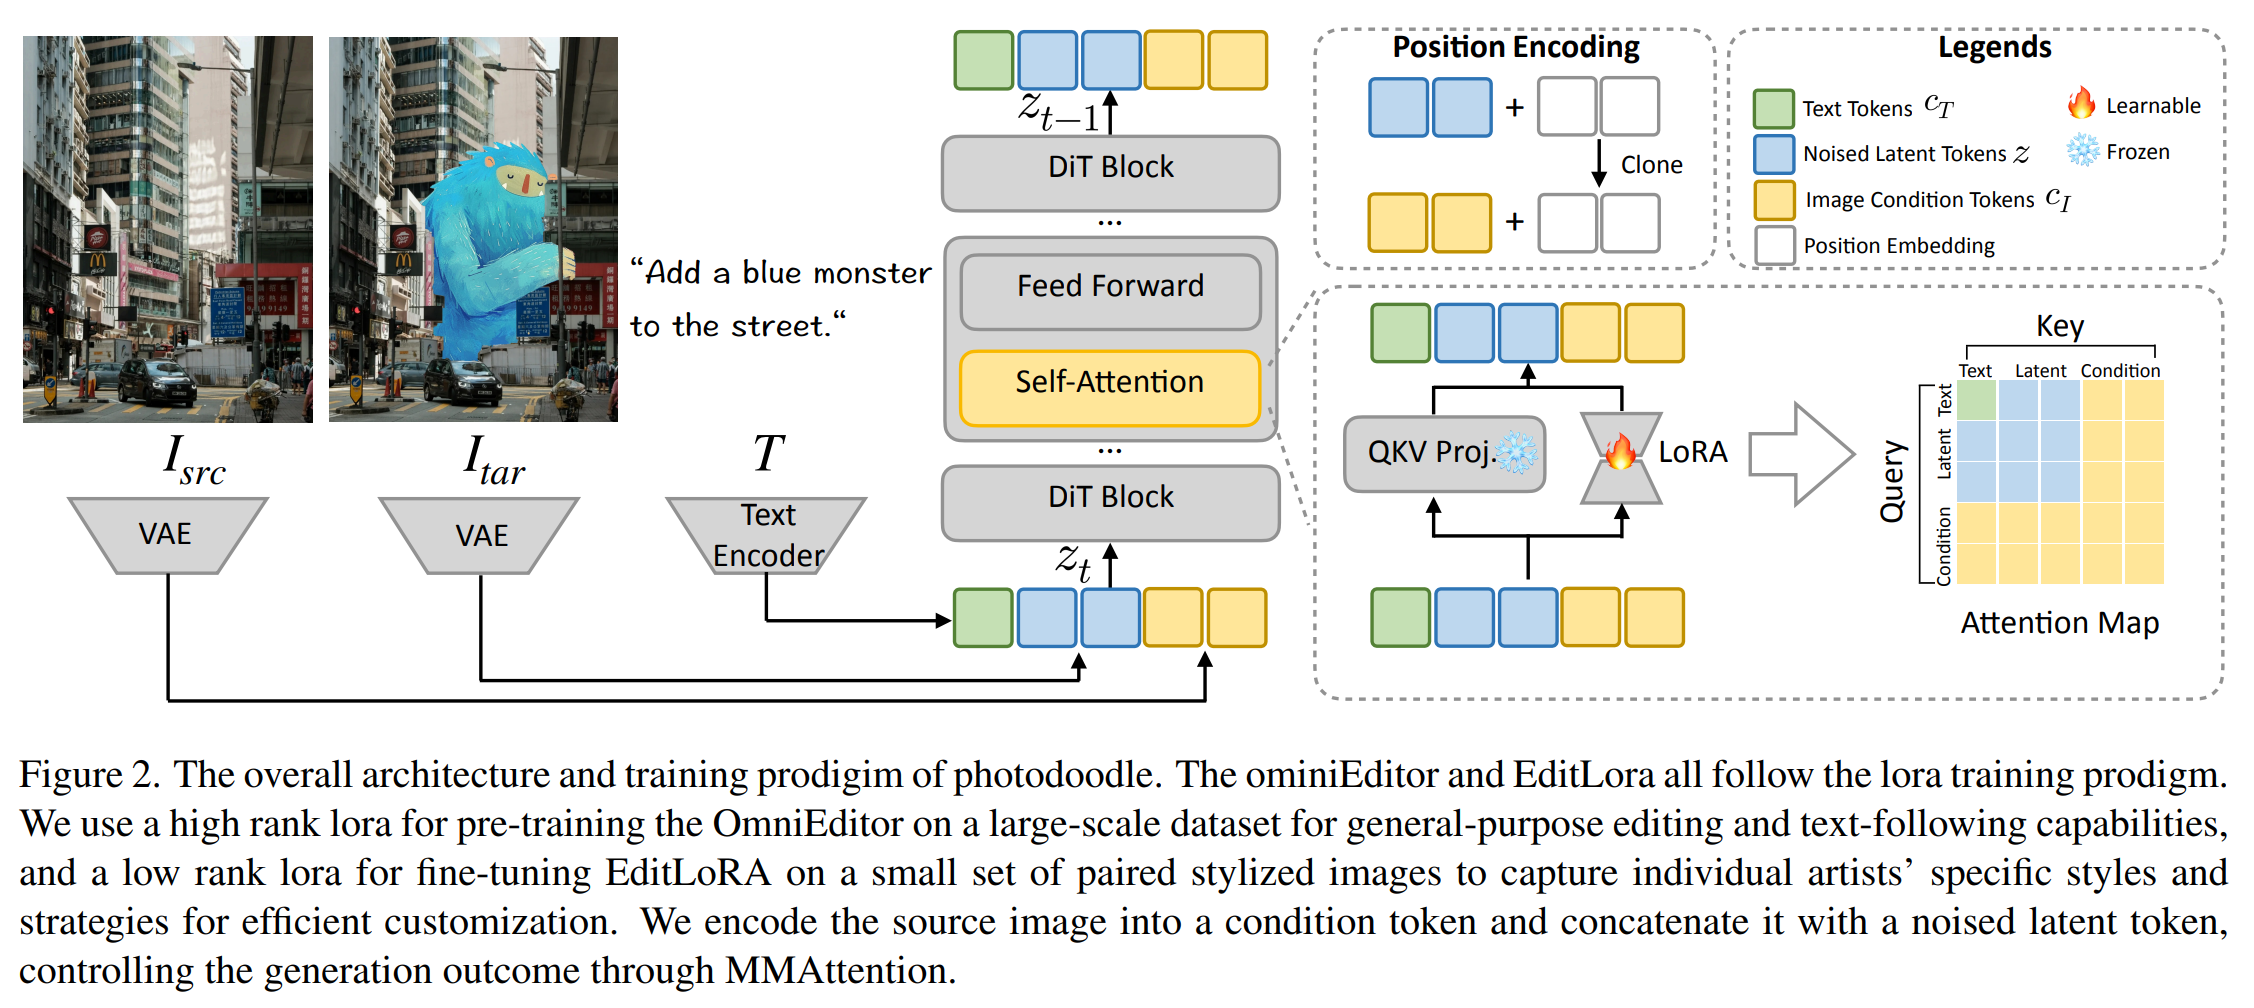 "Add a blue monster
to the street."
I_src
I_tar
T
VAE
VAE
Text
Encoder
z_{t-1}
DiT Block
...
Feed Forward
Self-Attention
...
DiT Block
z_t
Position Encoding
+
Clone
+
Legends
Text Tokens c_T
Noised Latent Tokens z
Image Condition Tokens c_I
Position Embedding
Learnable
Frozen
QKV Proj.
LoRA
Key
Text Latent Condition
Query
Text
Latent
Condition
Attention Map
Figure 2. The overall architecture and training prodigim of photodoodle. The ominiEditor and EditLora all follow the lora training prodigm.
We use a high rank lora for pre-training the OmniEditor on a large-scale dataset for general-purpose editing and text-following capabilities,
and a low rank lora for fine-tuning EditLoRA on a small set of paired stylized images to capture individual artists' specific styles and
strategies for efficient customization. We encode the source image into a condition token and concatenate it with a noised latent token,
controlling the generation outcome through MMAttention.